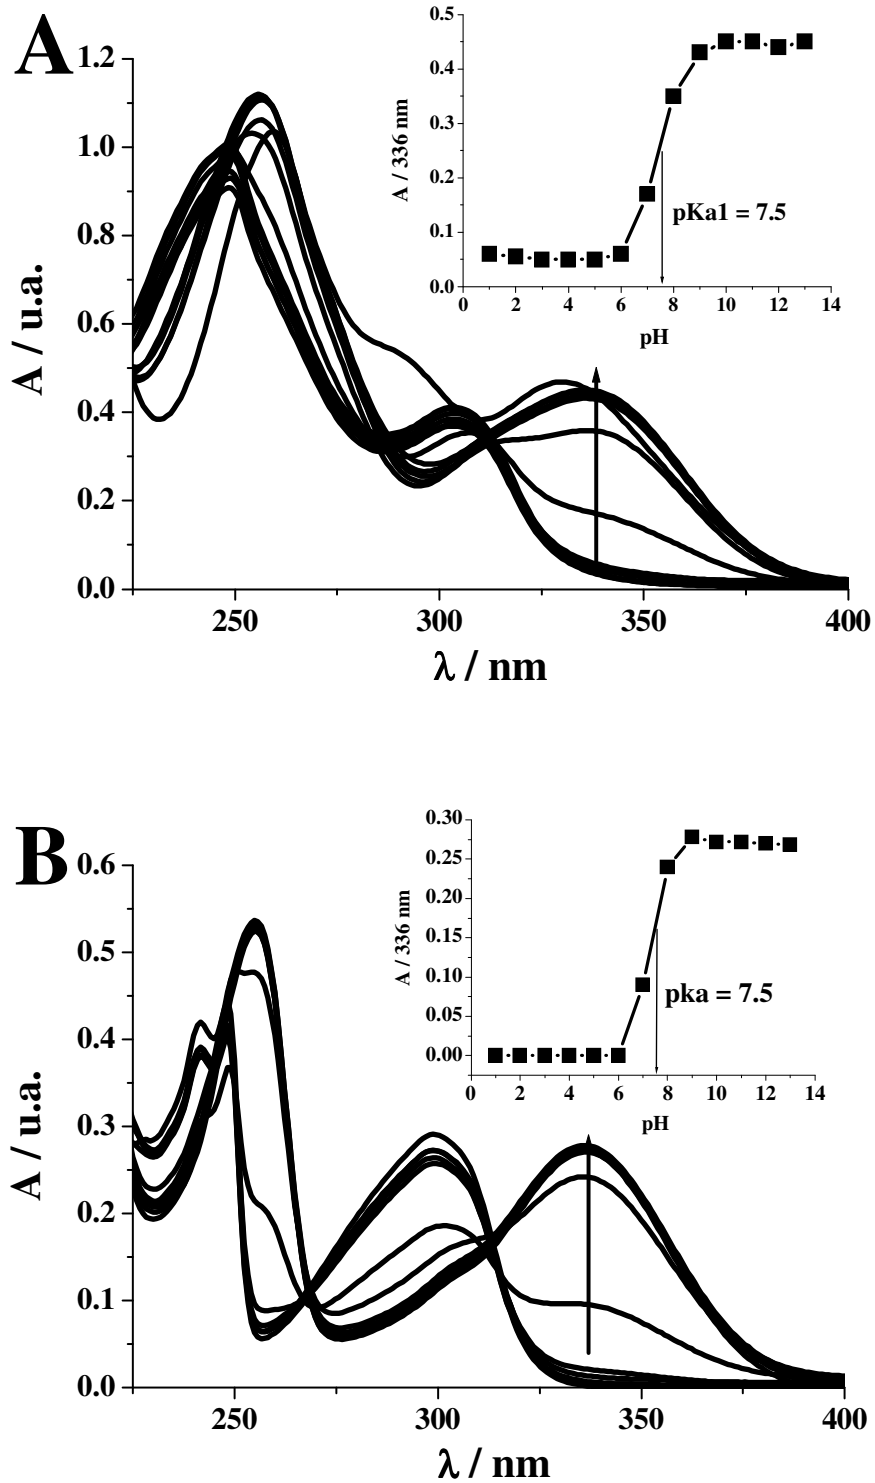 A
A / u.a.
1.2
1.0
0.8
0.6
0.4
0.2
0.0
250 300 350 400
λ / nm
A / 336 nm
0.5
0.4
0.3
0.2
0.1
0.0
0 2 4 6 8 10 12 14
pH
pKa1 = 7.5
B
A / u.a.
0.6
0.5
0.4
0.3
0.2
0.1
0.0
250 300 350 400
λ / nm
A / 336 nm
0.30
0.25
0.20
0.15
0.10
0.05
0.00
0 2 4 6 8 10 12 14
pH
pka = 7.5